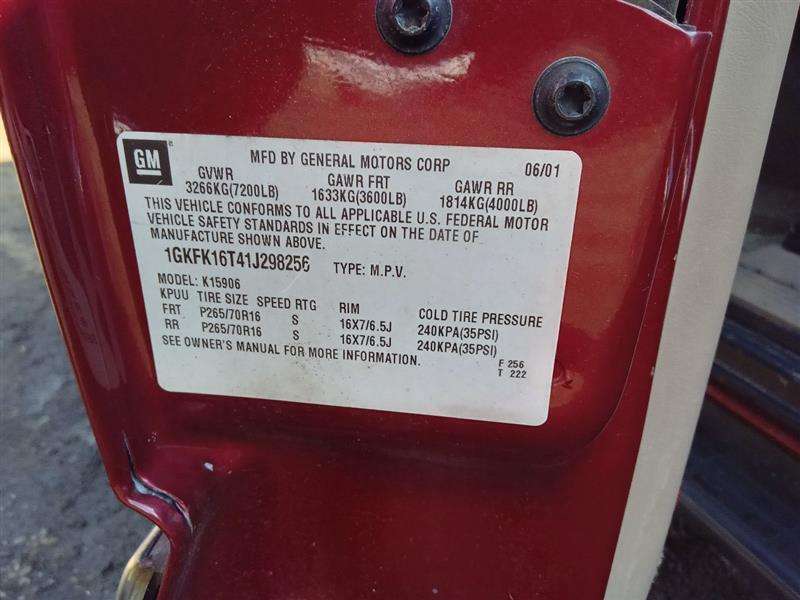 GM
MFD BY GENERAL MOTORS CORP 06/01
GVWR GAWR FRT GAWR RR
3266KG(7200LB) 1633KG(3600LB) 1814KG(4000LB)
THIS VEHICLE CONFORMS TO ALL APPLICABLE U.S. FEDERAL MOTOR
VEHICLE SAFETY STANDARDS IN EFFECT ON THE DATE OF
MANUFACTURE SHOWN ABOVE.
1GKFK16T41J298256 TYPE: M.P.V.
MODEL: K15906
KPUU TIRE SIZE SPEED RTG RIM COLD TIRE PRESSURE
FRT. P265/70R16 S 16X7/6.5J 240KPA(35PSI)
RR P265/70R16 S 16X7/6.5J 240KPA(35PSI)
SEE OWNER'S MANUAL FOR MORE INFORMATION.
F 256
T 222